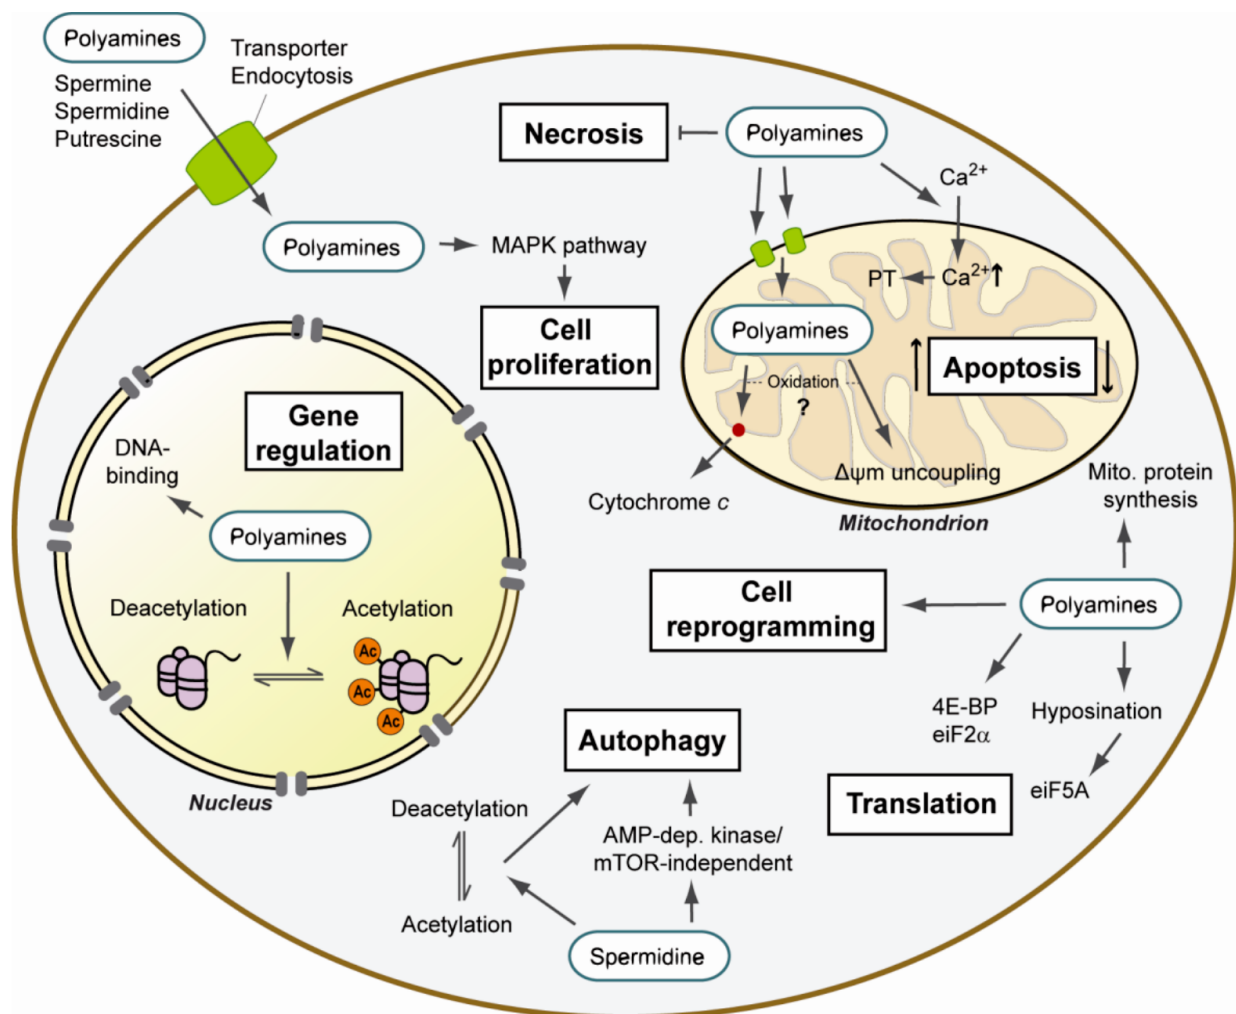 Polyamines
Spermine
Spermidine
Putrescine
Transporter
Endocytosis
Polyamines
MAPK pathway
Cell
proliferation
Necrosis
Polyamines
Ca2+
PT
Ca2+
Polyamines
Apoptosis
Oxidation
?
Cytochrome c
Δψm uncoupling
Mitochondrion
Gene
regulation
DNA-
binding
Polyamines
Deacetylation
Acetylation
Ac
Ac
Ac
Nucleus
Mito. protein
synthesis
Cell
reprogramming
Polyamines
4E-BP
eiF2α
Hyposination
Translation
eiF5A
Autophagy
Deacetylation
Acetylation
AMP-dep. kinase/
mTOR-independent
Spermidine